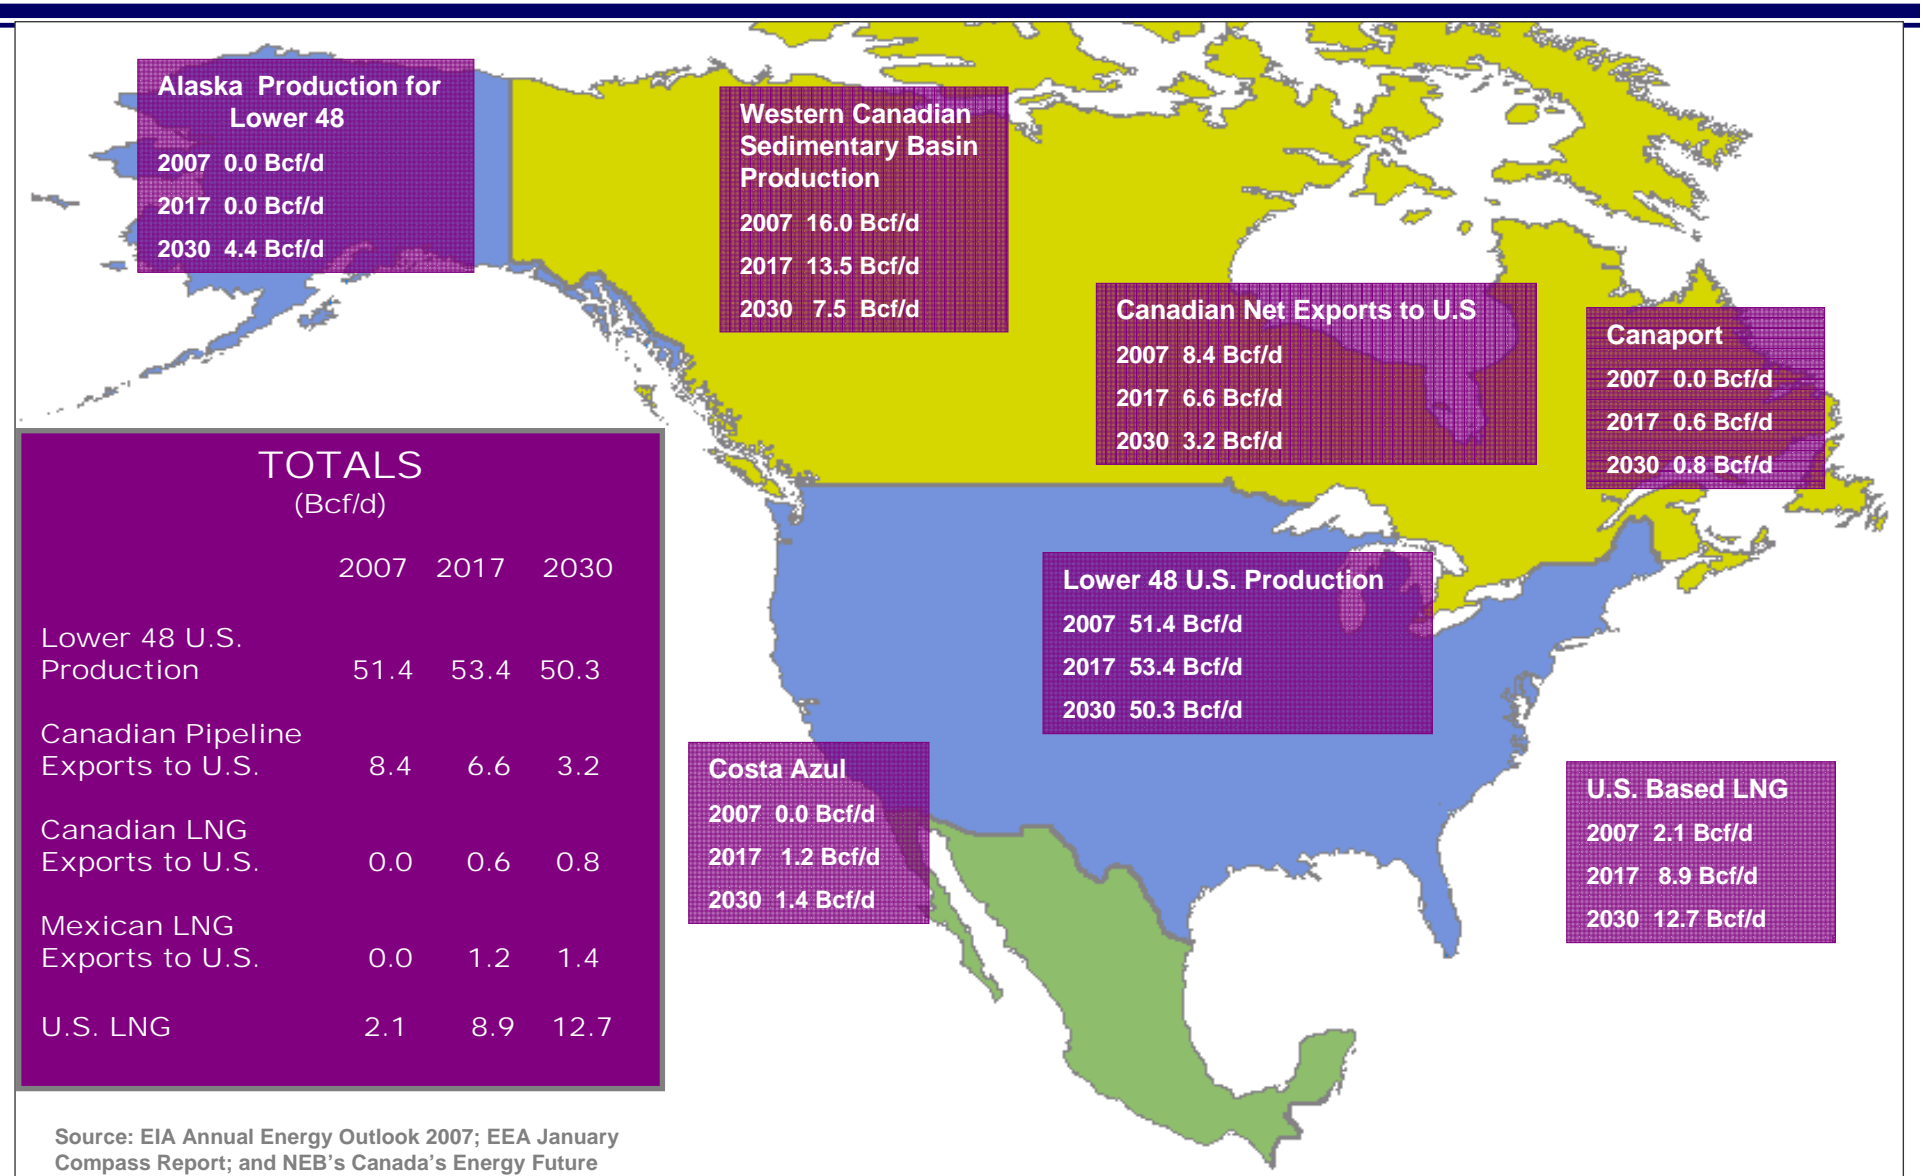 Alaska Production for
Lower 48
2007 0.0 Bcf/d
2017 0.0 Bcf/d
2030 4.4 Bcf/d
Western Canadian
Sedimentary Basin
Production
2007 16.0 Bcf/d
2017 13.5 Bcf/d
2030 7.5 Bcf/d
Canadian Net Exports to U.S
2007 8.4 Bcf/d
2017 6.6 Bcf/d
2030 3.2 Bcf/d
Canaport
2007 0.0 Bcf/d
2017 0.6 Bcf/d
2030 0.8 Bcf/d
TOTALS
(Bcf/d)
2007 2017 2030
Lower 48 U.S.
Production 51.4 53.4 50.3
Canadian Pipeline
Exports to U.S. 8.4 6.6 3.2
Canadian LNG
Exports to U.S. 0.0 0.6 0.8
Mexican LNG
Exports to U.S. 0.0 1.2 1.4
U.S. LNG 2.1 8.9 12.7
Lower 48 U.S. Production
2007 51.4 Bcf/d
2017 53.4 Bcf/d
2030 50.3 Bcf/d
Costa Azul
2007 0.0 Bcf/d
2017 1.2 Bcf/d
2030 1.4 Bcf/d
U.S. Based LNG
2007 2.1 Bcf/d
2017 8.9 Bcf/d
2030 12.7 Bcf/d
Source: EIA Annual Energy Outlook 2007; EEA January
Compass Report; and NEB's Canada's Energy Future